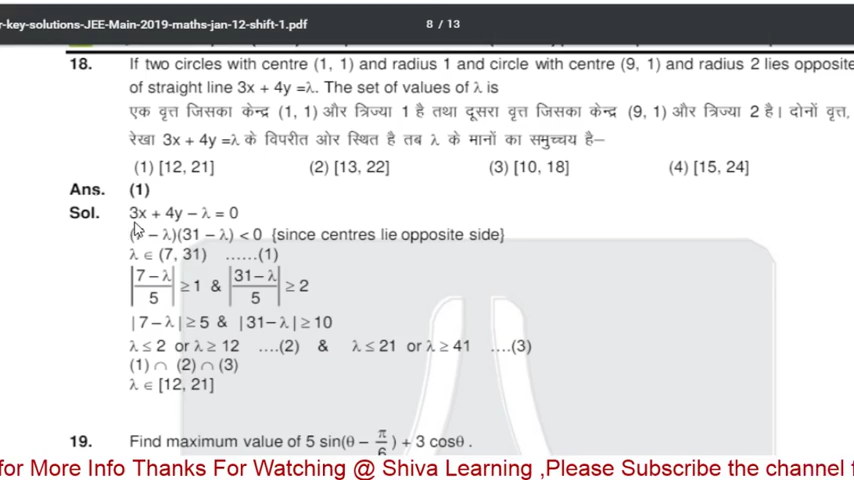 r-key-solutions-JEE-Main-2019-maths-jan-12-shift-1.pdf 8 / 13
18. If two circles with centre (1, 1) and radius 1 and circle with centre (9, 1) and radius 2 lies opposite
of straight line 3x + 4y =λ. The set of values of λ is
एक वृत्त जिसका केन्द्र (1, 1) और त्रिज्या 1 है तथा दूसरा वृत्त जिसका केन्द्र (9, 1) और त्रिज्या 2 है। दोनों वृत्त,
रेखा 3x + 4y =λ के विपरीत ओर स्थित है तब λ के मानों का समुच्चय है–
(1) [12, 21] (2) [13, 22] (3) [10, 18] (4) [15, 24]
Ans. (1)
Sol. 3x + 4y – λ = 0
( – λ)(31 – λ) < 0 {since centres lie opposite side}
λ ∈ (7, 31) ......(1)
|7 – λ / 5| ≥ 1 & |31 – λ / 5| ≥ 2
|7 – λ| ≥ 5 & |31– λ| ≥ 10
λ ≤ 2 or λ ≥ 12 ....(2) & λ ≤ 21 or λ ≥ 41 ....(3)
(1) ∩ (2) ∩ (3)
λ ∈ [12, 21]
19. Find maximum value of 5 sin(θ – π/6) + 3 cosθ .
for More Info Thanks For Watching @ Shiva Learning ,Please Subscribe the channel f